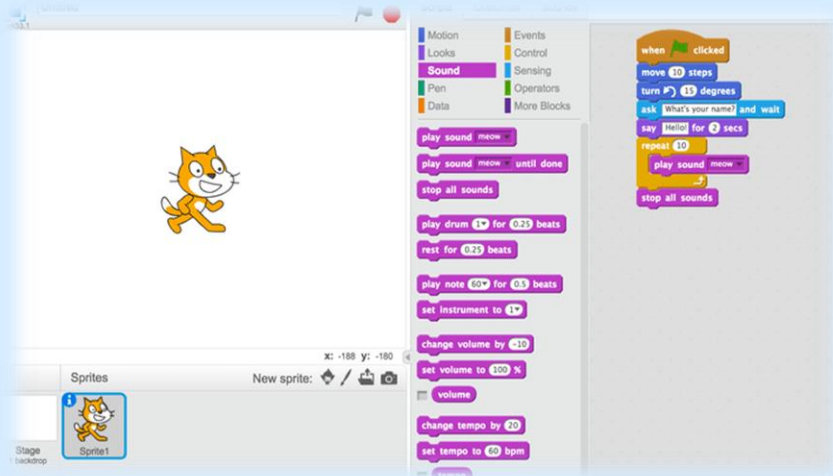 Untitled
Motion
Looks
Sound
Pen
Data
Events
Control
Sensing
Operators
More Blocks
play sound meow
play sound meow until done
stop all sounds
play drum 1 for 0.25 beats
rest for 0.25 beats
play note 60 for 0.5 beats
set instrument to 1
change volume by -10
set volume to 100 %
volume
change tempo by 20
set tempo to 60 bpm
tempo
when clicked
move 10 steps
turn 15 degrees
ask What's your name? and wait
say Hello! for 2 secs
repeat 10
play sound meow
stop all sounds
x: -188 y: -180
Sprites
New sprite:
Stage
1 backdrop
Sprite1